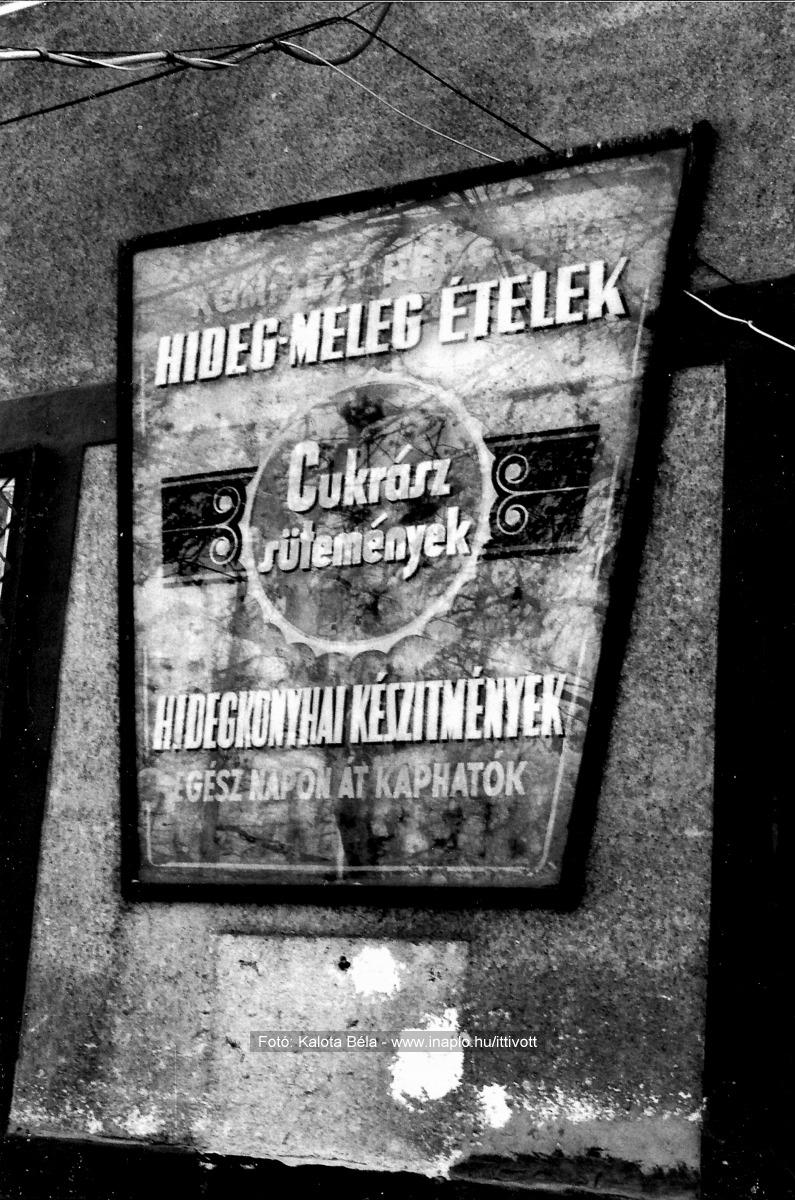 HIDEG-MELEG ÉTELEK
Cukrász
sütemények
HIDEGKONYHAI KÉSZITMÉNYEK
EGÉSZ NAPON ÁT KAPHATÓK
Fotó: Kalota Béla - www.inaplo.hu/ittivott